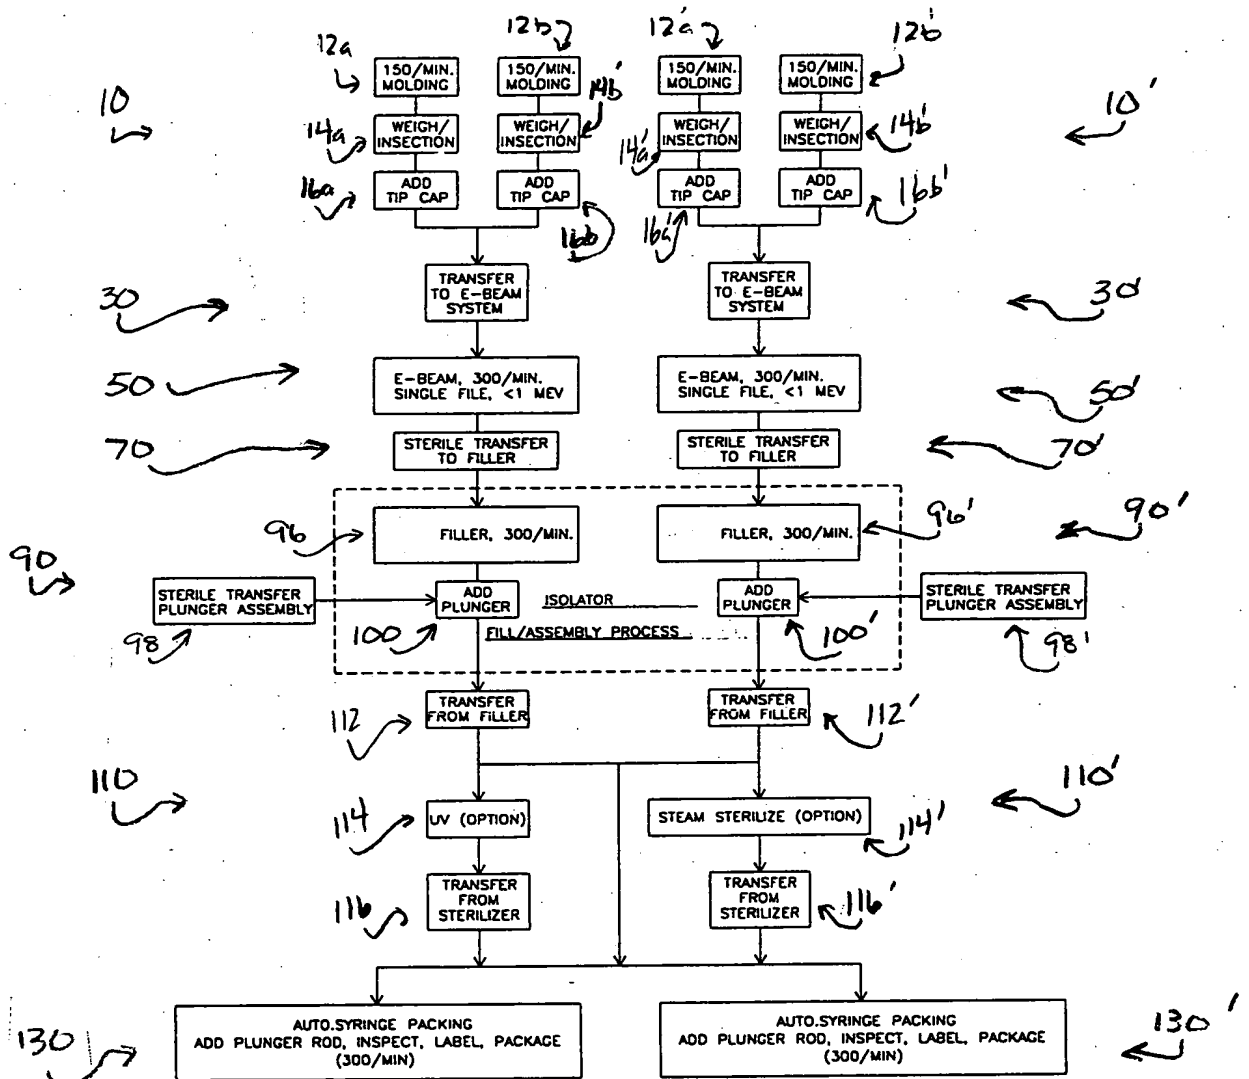 12a
12b
12'a
12b'
150/MIN.
MOLDING
150/MIN.
MOLDING
150/MIN.
MOLDING
150/MIN.
MOLDING
10
10'
14a
14b'
14'a
14b'
WEIGH/
INSECTION
WEIGH/
INSECTION
WEIGH/
INSECTION
WEIGH/
INSECTION
16a
16b
16a'
16b'
ADD
TIP CAP
ADD
TIP CAP
ADD
TIP CAP
ADD
TIP CAP
30
TRANSFER
TO E-BEAM
SYSTEM
TRANSFER
TO E-BEAM
SYSTEM
30'
50
E-BEAM, 300/MIN.
SINGLE FILE, <1 MEV
E-BEAM, 300/MIN.
SINGLE FILE, <1 MEV
50'
70
STERILE TRANSFER
TO FILLER
STERILE TRANSFER
TO FILLER
70'
96
FILLER, 300/MIN.
FILLER, 300/MIN.
96'
90'
90
STERILE TRANSFER
PLUNGER ASSEMBLY
ADD
PLUNGER
ISOLATOR
ADD
PLUNGER
STERILE TRANSFER
PLUNGER ASSEMBLY
98
100
FILL/ASSEMBLY PROCESS
100'
98'
112
TRANSFER
FROM FILLER
TRANSFER
FROM FILLER
112'
110
110'
114
UV (OPTION)
STEAM STERILIZE (OPTION)
114'
116
TRANSFER
FROM
STERILIZER
TRANSFER
FROM
STERILIZER
116'
130
AUTO.SYRINGE PACKING
ADD PLUNGER ROD, INSPECT, LABEL, PACKAGE
(300/MIN)
AUTO.SYRINGE PACKING
ADD PLUNGER ROD, INSPECT, LABEL, PACKAGE
(300/MIN)
130'